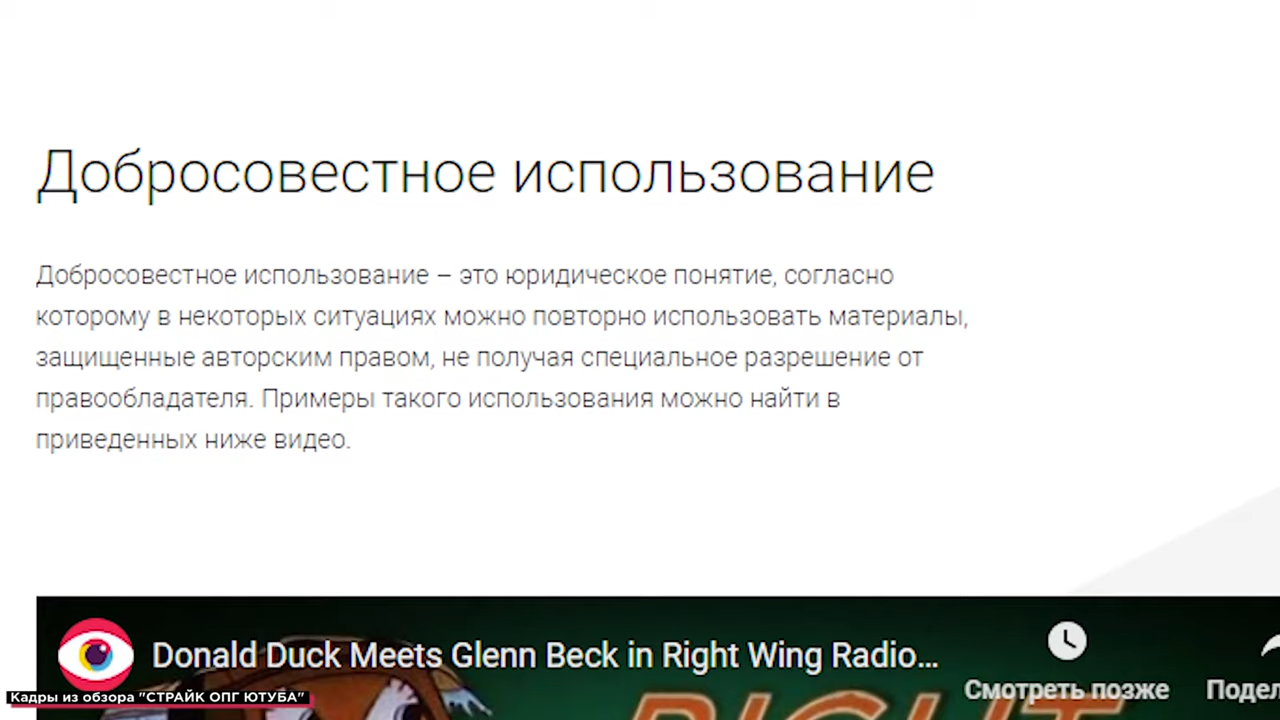 Добросовестное использование
Добросовестное использование – это юридическое понятие, согласно
которому в некоторых ситуациях можно повторно использовать материалы,
защищенные авторским правом, не получая специальное разрешение от
правообладателя. Примеры такого использования можно найти в
приведенных ниже видео.
Donald Duck Meets Glenn Beck in Right Wing Radio...
Смотреть позже
Кадры из обзора "СТРАЙК ОПГ ЮТУБА"
RIGHT